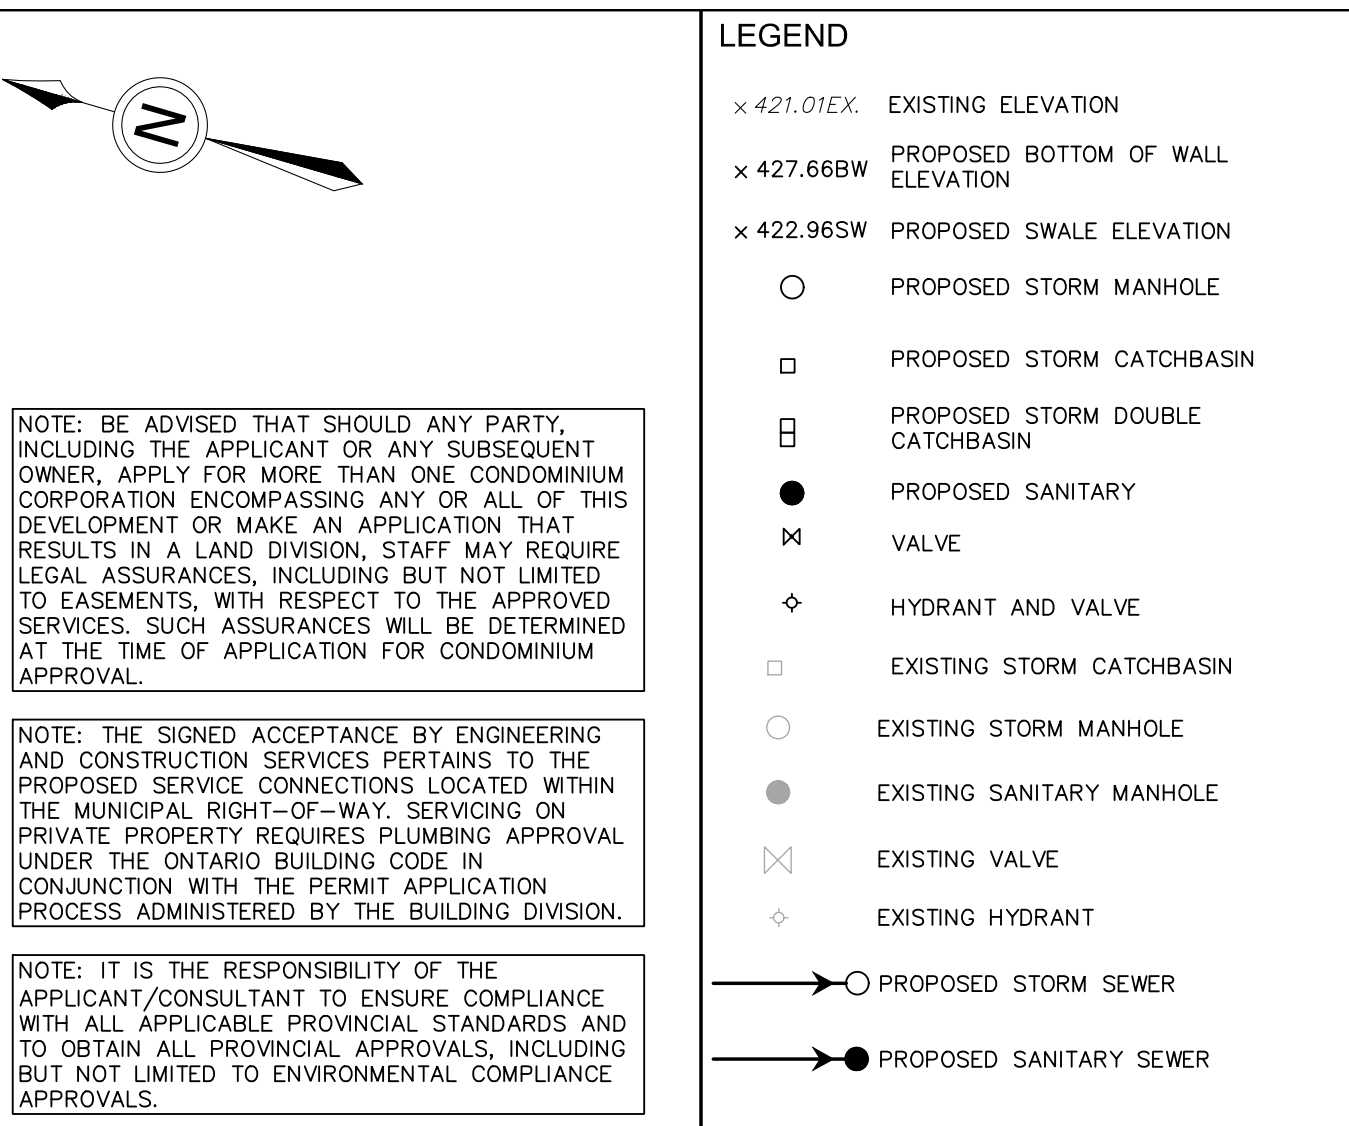 N
NOTE: BE ADVISED THAT SHOULD ANY PARTY,
INCLUDING THE APPLICANT OR ANY SUBSEQUENT
OWNER, APPLY FOR MORE THAN ONE CONDOMINIUM
CORPORATION ENCOMPASSING ANY OR ALL OF THIS
DEVELOPMENT OR MAKE AN APPLICATION THAT
RESULTS IN A LAND DIVISION, STAFF MAY REQUIRE
LEGAL ASSURANCES, INCLUDING BUT NOT LIMITED
TO EASEMENTS, WITH RESPECT TO THE APPROVED
SERVICES. SUCH ASSURANCES WILL BE DETERMINED
AT THE TIME OF APPLICATION FOR CONDOMINIUM
APPROVAL.
NOTE: THE SIGNED ACCEPTANCE BY ENGINEERING
AND CONSTRUCTION SERVICES PERTAINS TO THE
PROPOSED SERVICE CONNECTIONS LOCATED WITHIN
THE MUNICIPAL RIGHT-OF-WAY. SERVICING ON
PRIVATE PROPERTY REQUIRES PLUMBING APPROVAL
UNDER THE ONTARIO BUILDING CODE IN
CONJUNCTION WITH THE PERMIT APPLICATION
PROCESS ADMINISTERED BY THE BUILDING DIVISION.
NOTE: IT IS THE RESPONSIBILITY OF THE
APPLICANT/CONSULTANT TO ENSURE COMPLIANCE
WITH ALL APPLICABLE PROVINCIAL STANDARDS AND
TO OBTAIN ALL PROVINCIAL APPROVALS, INCLUDING
BUT NOT LIMITED TO ENVIRONMENTAL COMPLIANCE
APPROVALS.
LEGEND
× 421.01EX. EXISTING ELEVATION
× 427.66BW PROPOSED BOTTOM OF WALL
ELEVATION
× 422.96SW PROPOSED SWALE ELEVATION
PROPOSED STORM MANHOLE
PROPOSED STORM CATCHBASIN
PROPOSED STORM DOUBLE
CATCHBASIN
PROPOSED SANITARY
VALVE
HYDRANT AND VALVE
EXISTING STORM CATCHBASIN
EXISTING STORM MANHOLE
EXISTING SANITARY MANHOLE
EXISTING VALVE
EXISTING HYDRANT
PROPOSED STORM SEWER
PROPOSED SANITARY SEWER